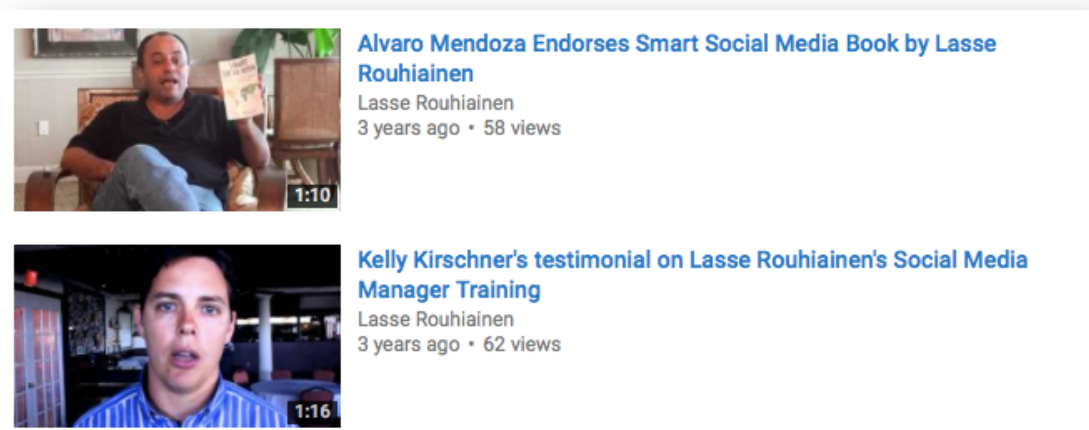 1:10
Alvaro Mendoza Endorses Smart Social Media Book by Lasse
Rouhiainen
Lasse Rouhiainen
3 years ago • 58 views
1:16
Kelly Kirschner's testimonial on Lasse Rouhiainen's Social Media
Manager Training
Lasse Rouhiainen
3 years ago • 62 views